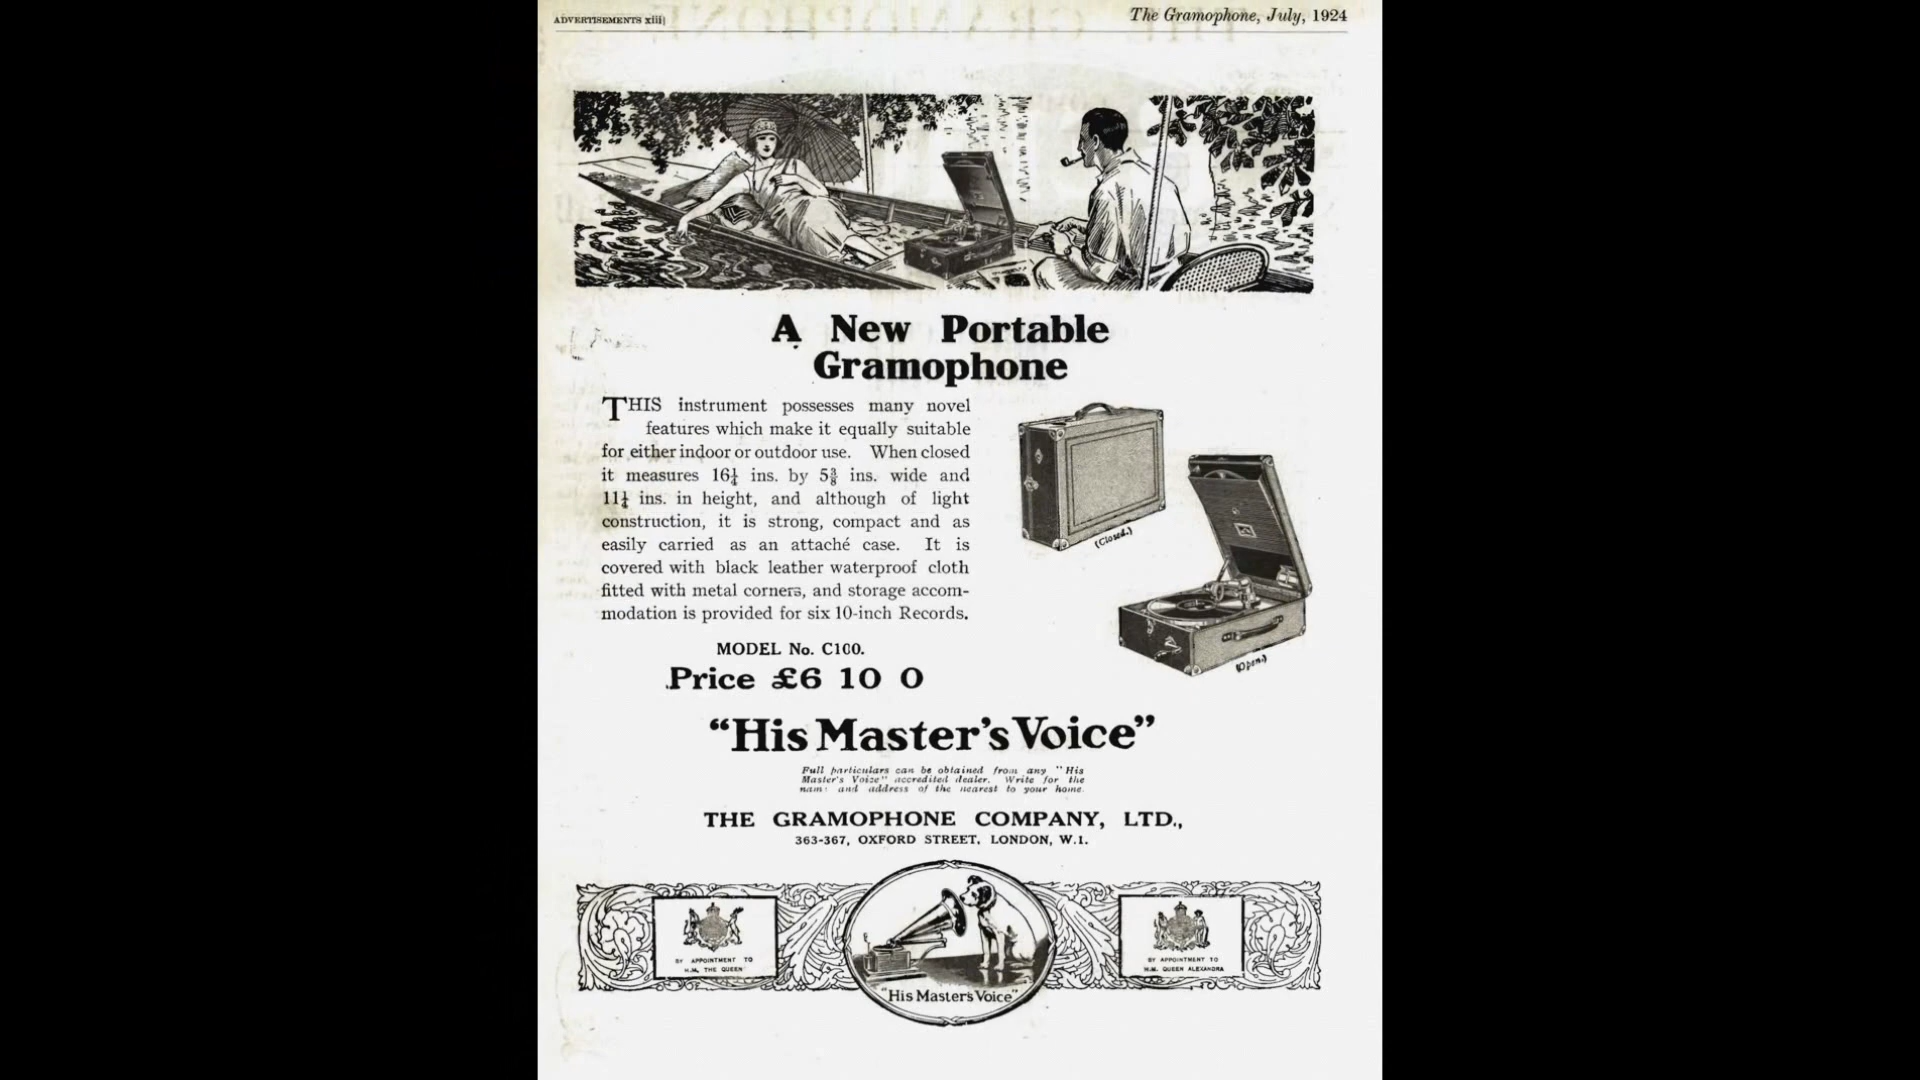 ADVERTISEMENTS xiii]
The Gramophone, July, 1924
A New Portable
Gramophone
THIS instrument possesses many novel
features which make it equally suitable
for either indoor or outdoor use. When closed
it measures 16¼ ins. by 5⅜ ins. wide and
11¼ ins. in height, and although of light
construction, it is strong, compact and as
easily carried as an attaché case. It is
covered with black leather waterproof cloth
fitted with metal corners, and storage accom-
modation is provided for six 10-inch Records.
(Closed.)
(Open.)
MODEL No. C100.
Price £6 10 0
“His Master's Voice”
Full particulars can be obtained from any "His
Master's Voice" accredited dealer. Write for the
name and address of the nearest to your home.
THE GRAMOPHONE COMPANY, LTD.,
363-367, OXFORD STREET, LONDON, W.1.
BY APPOINTMENT TO
H.M. THE QUEEN
"His Master's Voice"
BY APPOINTMENT TO
H.M. QUEEN ALEXANDRA